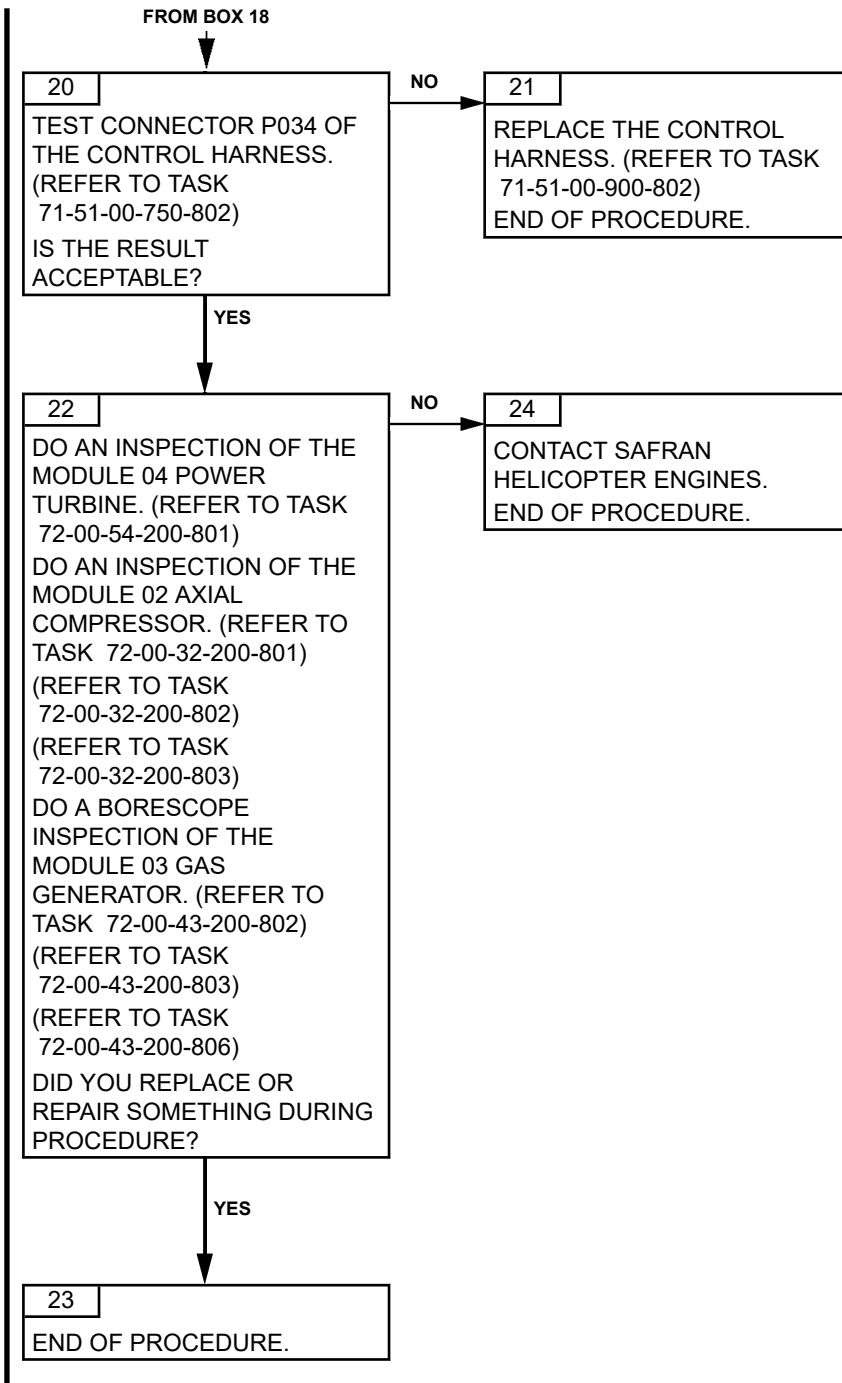 FROM BOX 18
20
TEST CONNECTOR P034 OF
THE CONTROL HARNESS.
(REFER TO TASK
71-51-00-750-802)
IS THE RESULT
ACCEPTABLE?
NO
21
REPLACE THE CONTROL
HARNESS. (REFER TO TASK
71-51-00-900-802)
END OF PROCEDURE.
YES
22
DO AN INSPECTION OF THE
MODULE 04 POWER
TURBINE. (REFER TO TASK
72-00-54-200-801)
DO AN INSPECTION OF THE
MODULE 02 AXIAL
COMPRESSOR. (REFER TO
TASK 72-00-32-200-801)
(REFER TO TASK
72-00-32-200-802)
(REFER TO TASK
72-00-32-200-803)
DO A BORESCOPE
INSPECTION OF THE
MODULE 03 GAS
GENERATOR. (REFER TO
TASK 72-00-43-200-802)
(REFER TO TASK
72-00-43-200-803)
(REFER TO TASK
72-00-43-200-806)
DID YOU REPLACE OR
REPAIR SOMETHING DURING
PROCEDURE?
NO
24
CONTACT SAFRAN
HELICOPTER ENGINES.
END OF PROCEDURE.
YES
23
END OF PROCEDURE.